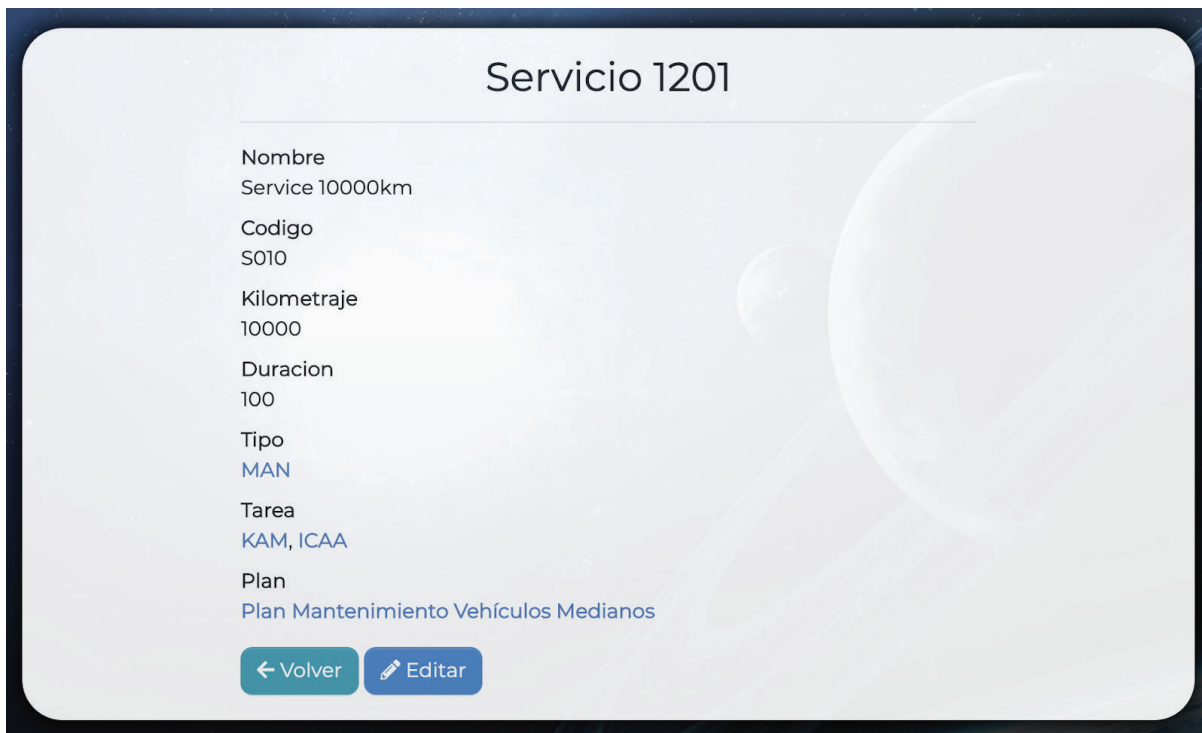 Servicio 1201
Nombre
Service 10000km
Codigo
S010
Kilometraje
10000
Duracion
100
Tipo
MAN
Tarea
KAM, ICAA
Plan
Plan Mantenimiento Vehículos Medianos
Volver Editar